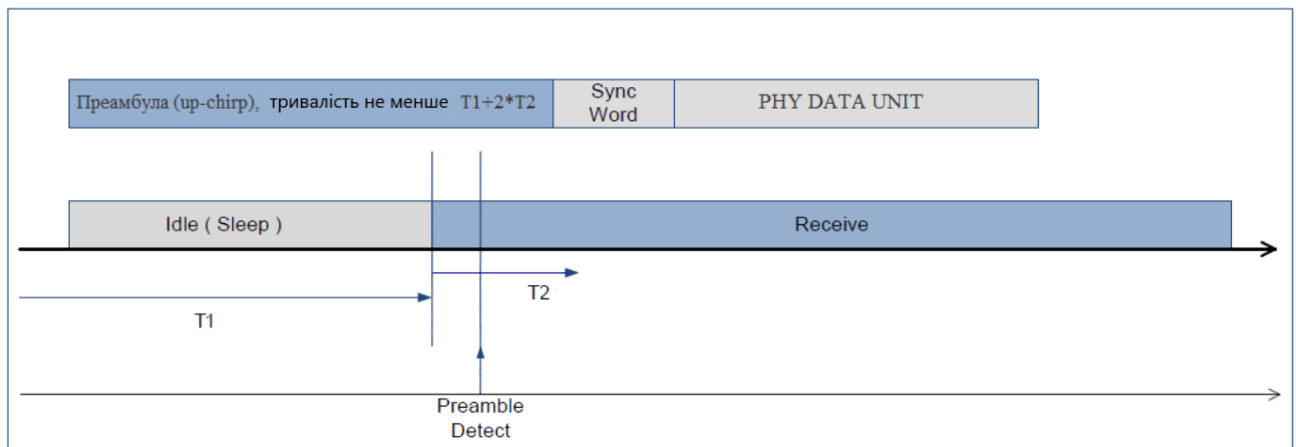 Преамбула (up-chirp), тривалість не менше T1+2*T2
Sync
Word
PHY DATA UNIT
Idle ( Sleep )
Receive
T2
T1
Preamble
Detect